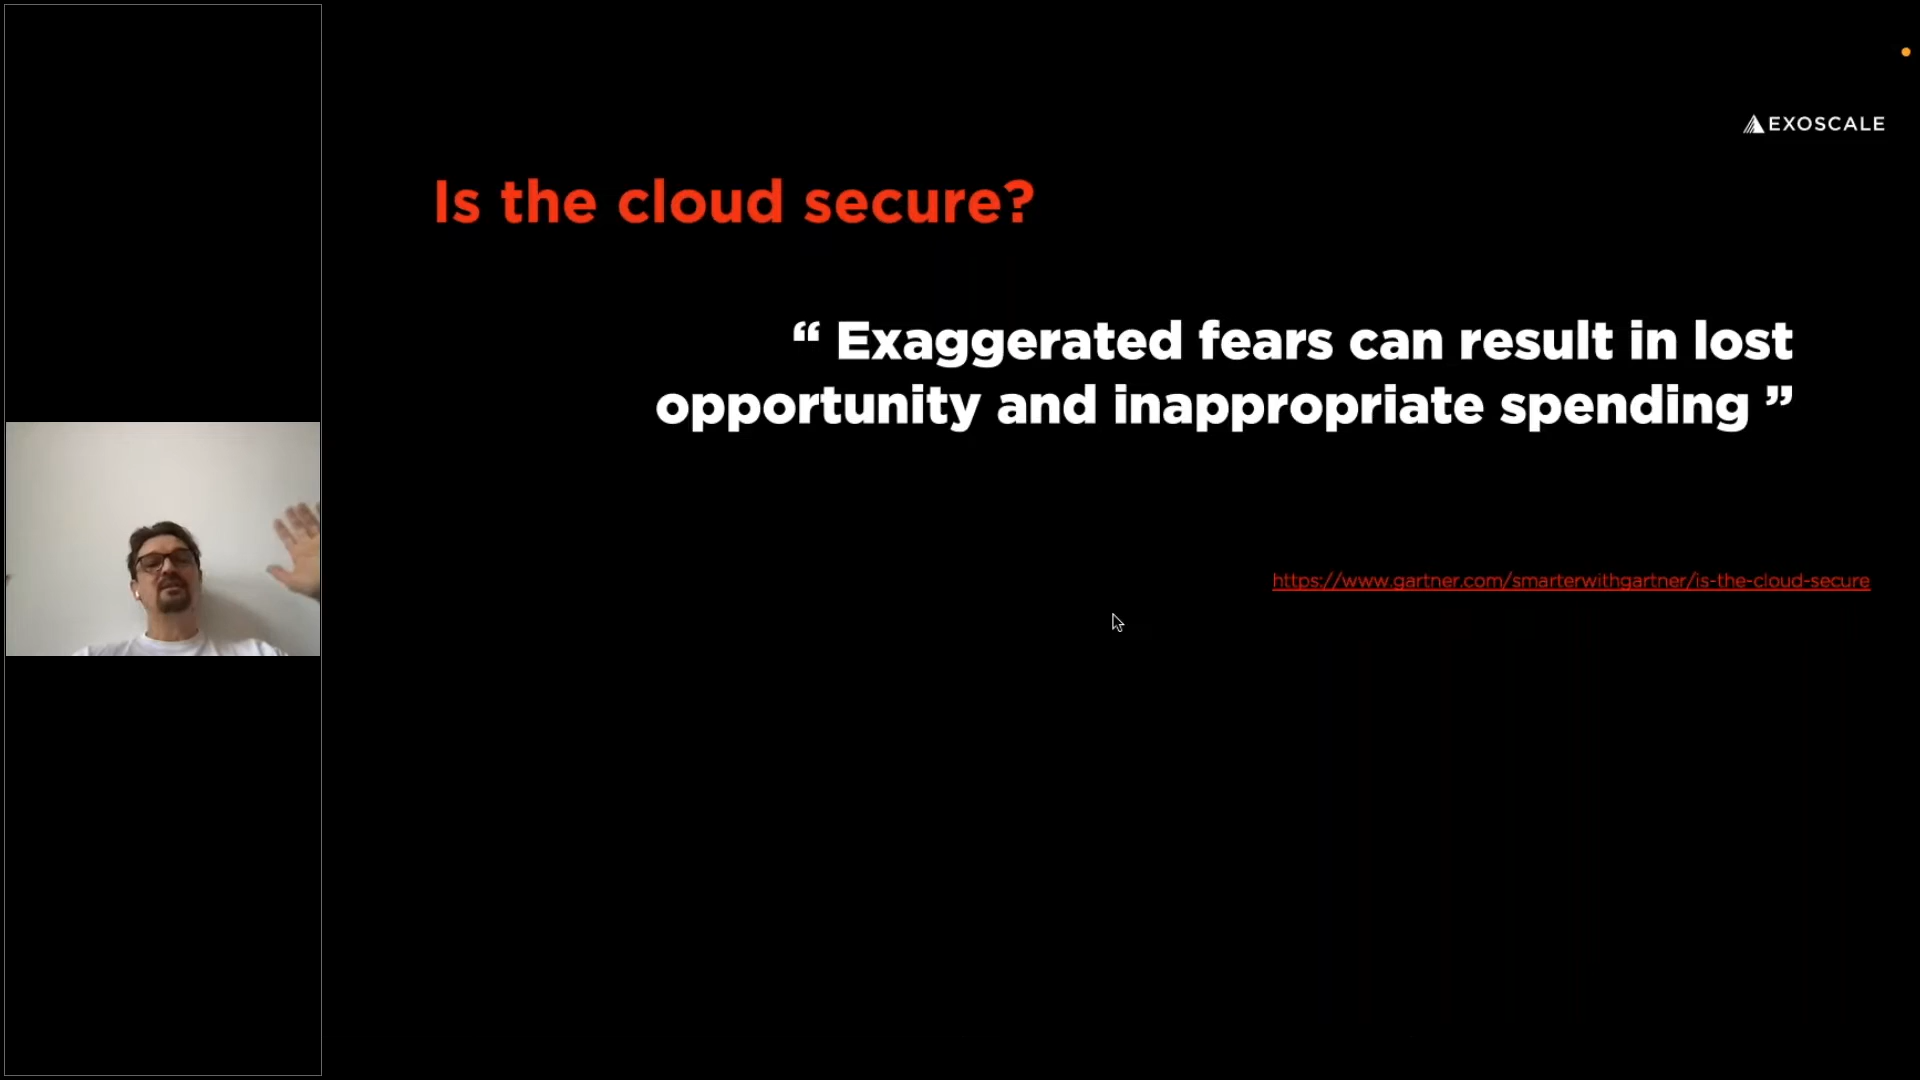 EXOSCALE
Is the cloud secure?
“ Exaggerated fears can result in lost
opportunity and inappropriate spending ”
https://www.gartner.com/smarterwithgartner/is-the-cloud-secure